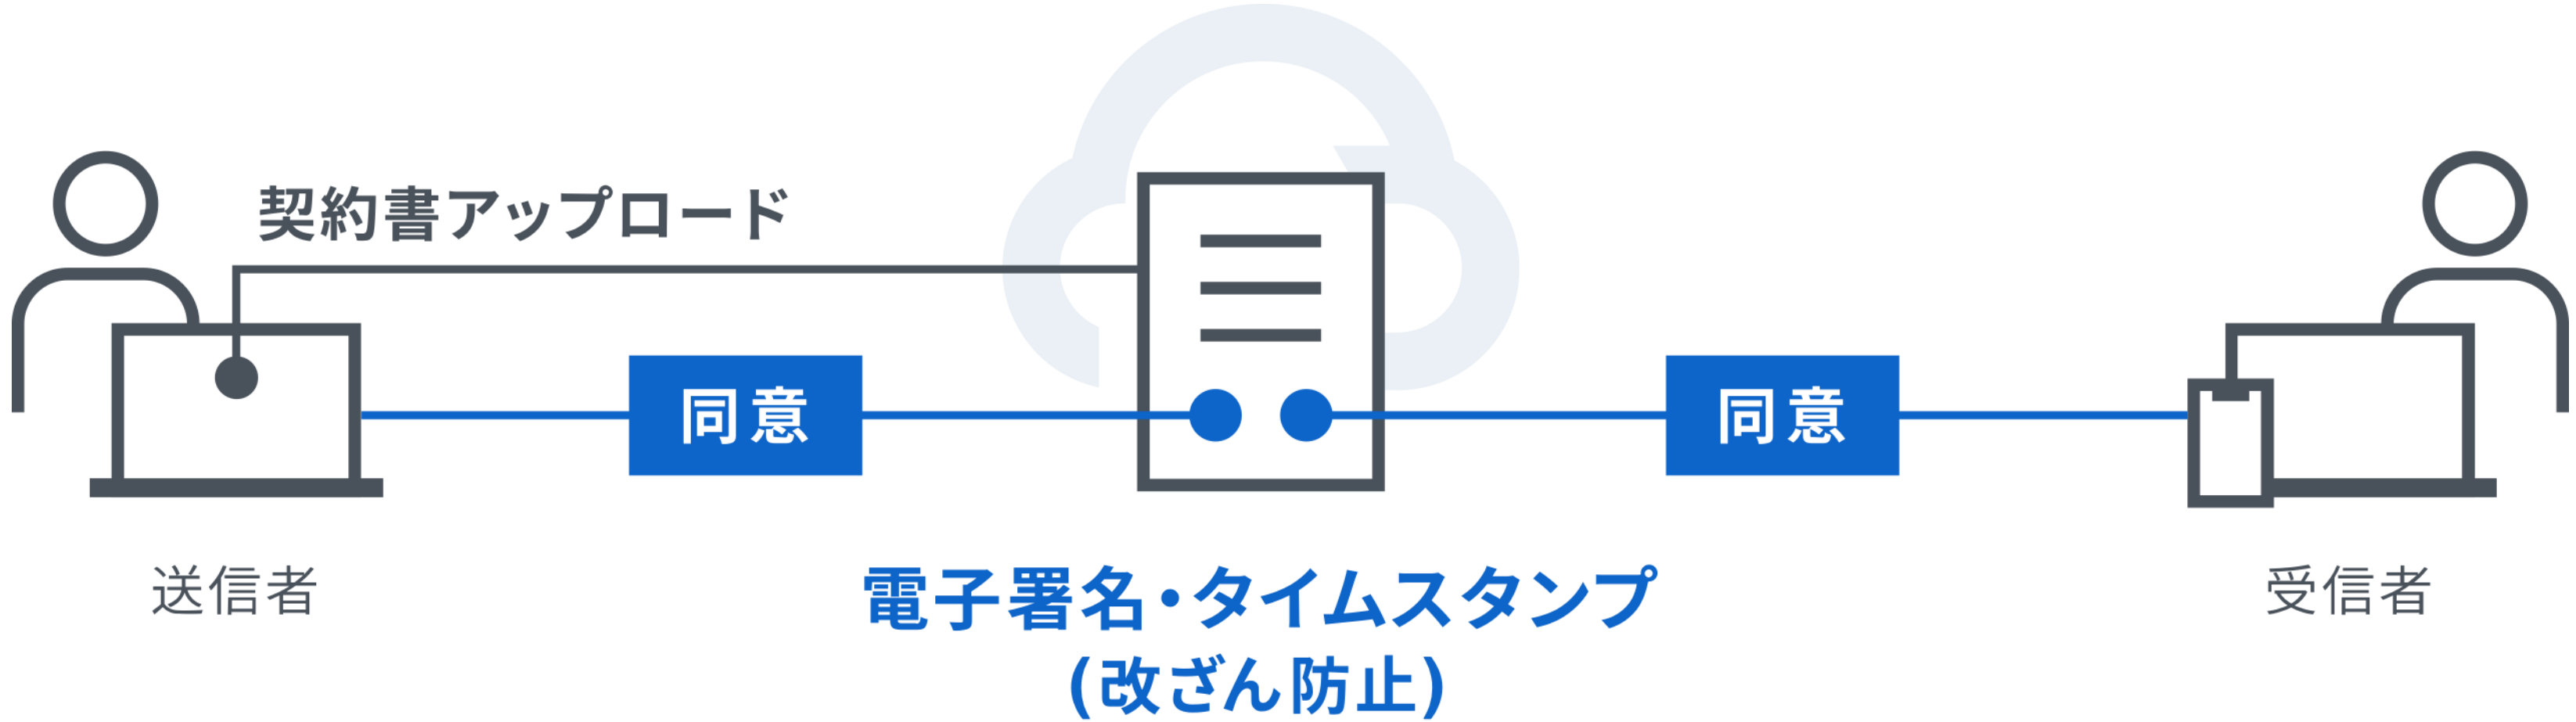 契約書アップロード
同意
同意
送信者
電子署名・タイムスタンプ
(改ざん防止)
受信者